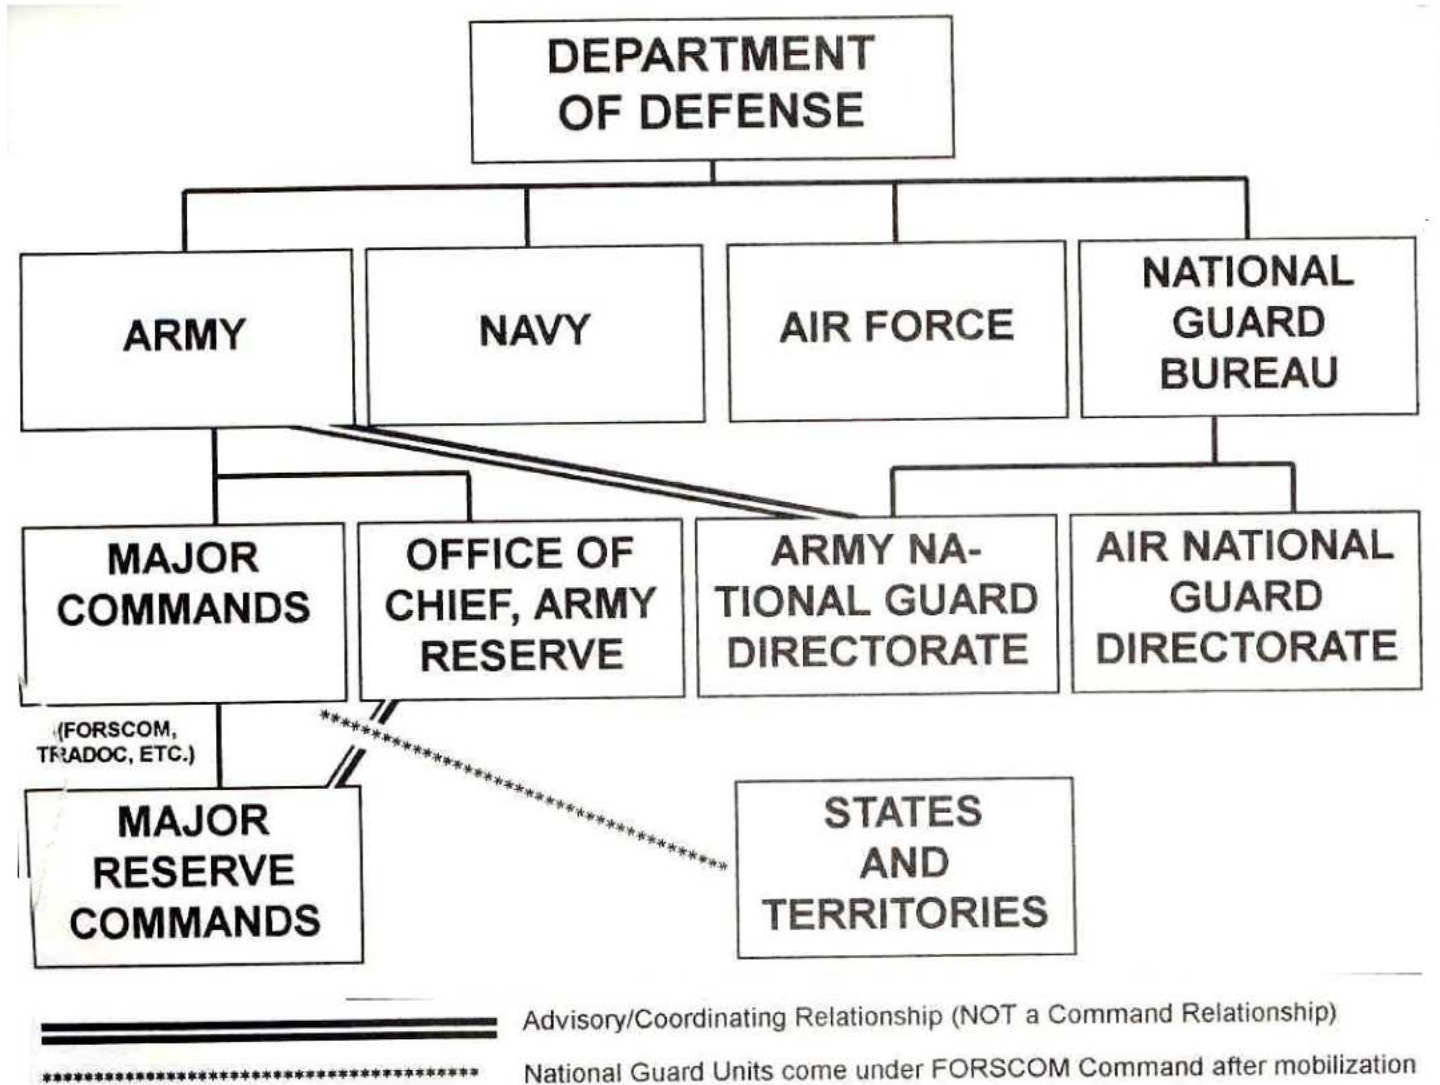 DEPARTMENT
OF DEFENSE
ARMY
NAVY
AIR FORCE
NATIONAL
GUARD
BUREAU
MAJOR
COMMANDS
OFFICE OF
CHIEF, ARMY
RESERVE
ARMY NA-
TIONAL GUARD
DIRECTORATE
AIR NATIONAL
GUARD
DIRECTORATE
(FORSCOM,
TRADOC, ETC.)
MAJOR
RESERVE
COMMANDS
STATES
AND
TERRITORIES
Advisory/Coordinating Relationship (NOT a Command Relationship)
National Guard Units come under FORSCOM Command after mobilization